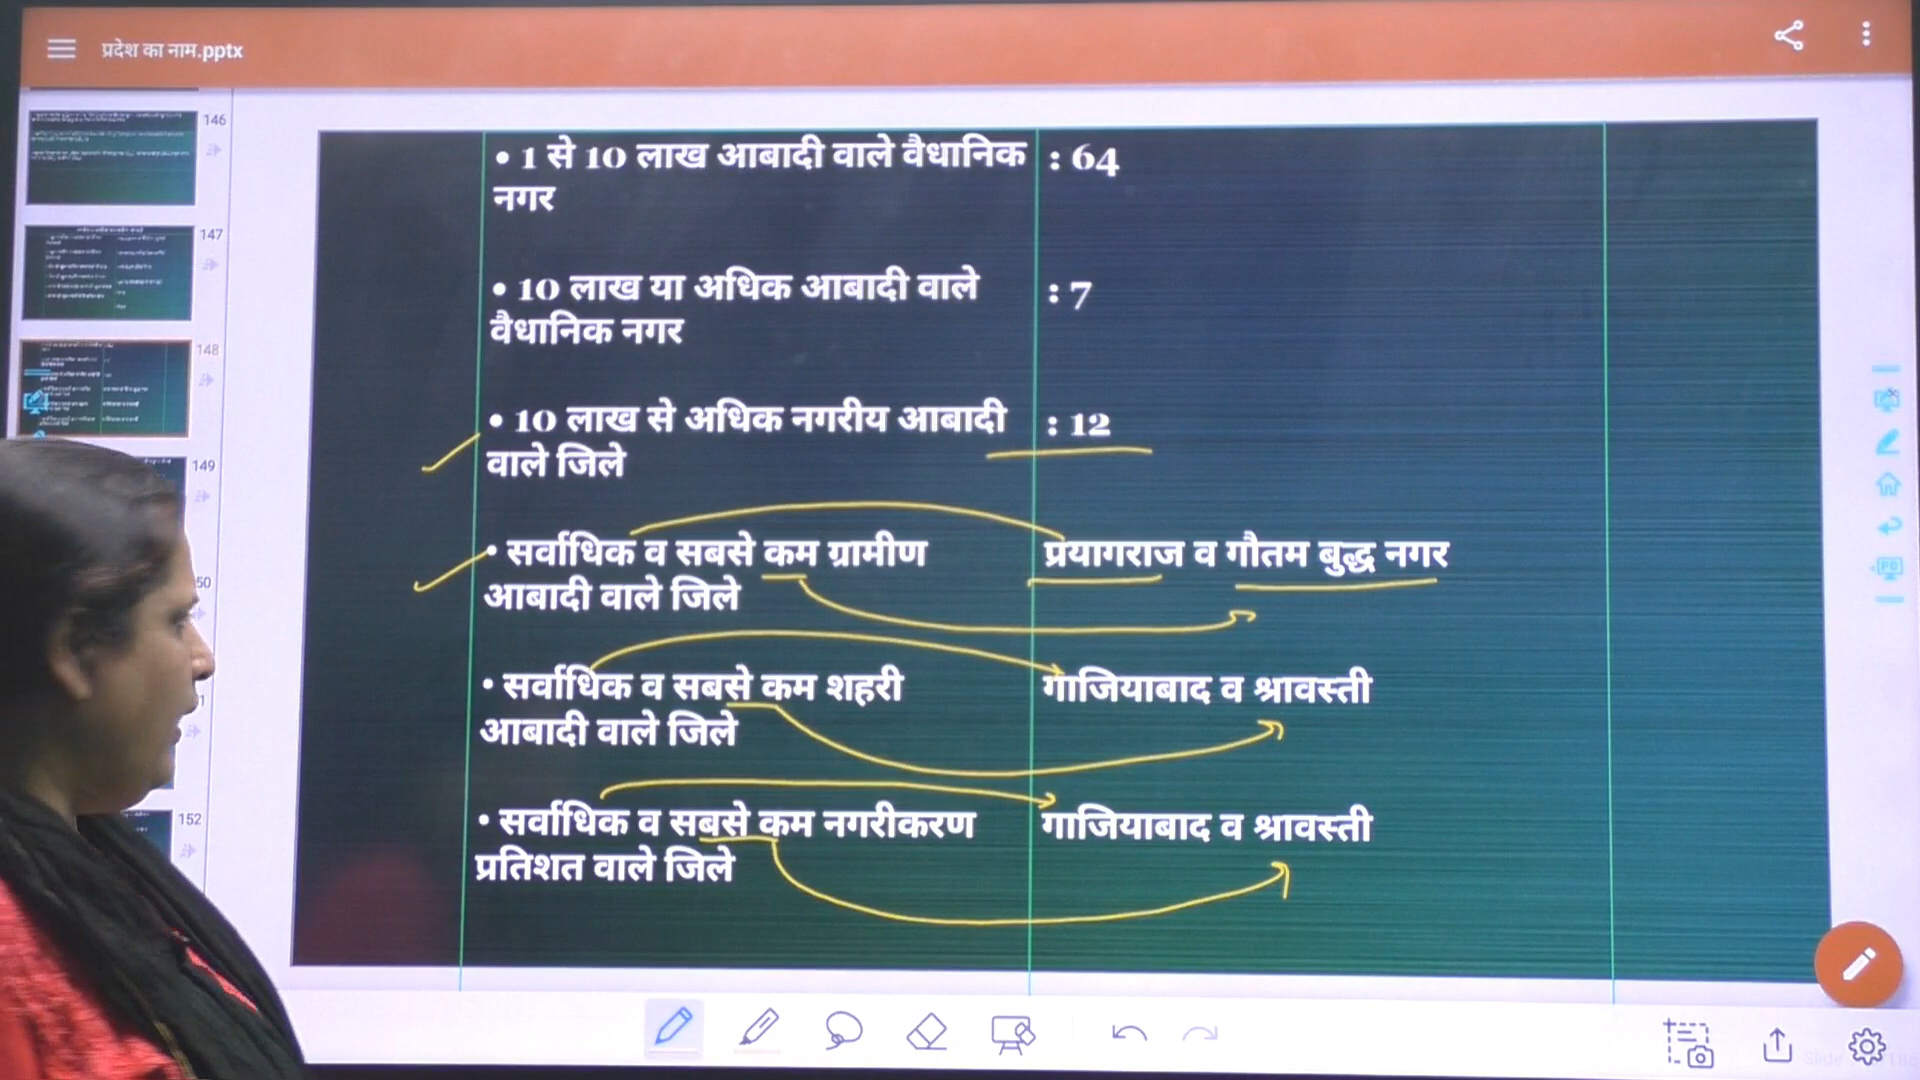 प्रदेश का नाम.pptx
146
147
148
149
50
152
• 1 से 10 लाख आबादी वाले वैधानिक : 64
नगर
• 10 लाख या अधिक आबादी वाले : 7
वैधानिक नगर
• 10 लाख से अधिक नगरीय आबादी : 12
वाले जिले
• सर्वाधिक व सबसे कम ग्रामीण प्रयागराज व गौतम बुद्ध नगर
आबादी वाले जिले
• सर्वाधिक व सबसे कम शहरी गाजियाबाद व श्रावस्ती
आबादी वाले जिले
• सर्वाधिक व सबसे कम नगरीकरण गाजियाबाद व श्रावस्ती
प्रतिशत वाले जिले